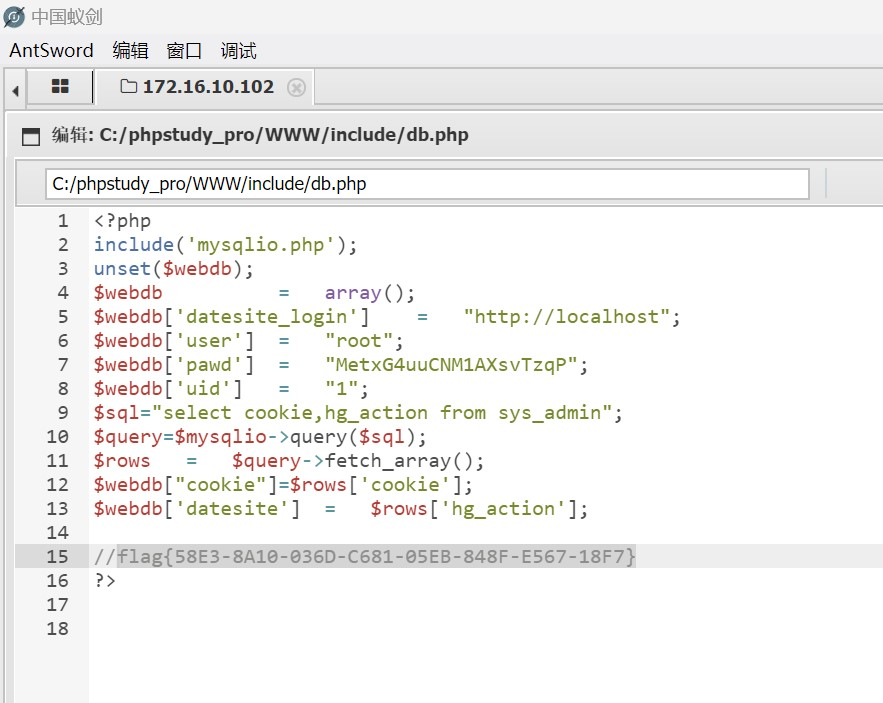 中国蚁剑
AntSword 编辑 窗口 调试
172.16.10.102
编辑: C:/phpstudy_pro/WWW/include/db.php
C:/phpstudy_pro/WWW/include/db.php
1 <?php
2 include('mysqlio.php');
3 unset($webdb);
4 $webdb = array();
5 $webdb['datesite_login'] = "http://localhost";
6 $webdb['user'] = "root";
7 $webdb['pawd'] = "MetxG4uuCNM1AXsvTzqP";
8 $webdb['uid'] = "1";
9 $sql="select cookie,hg_action from sys_admin";
10 $query=$mysqlio->query($sql);
11 $rows = $query->fetch_array();
12 $webdb["cookie"]=$rows['cookie'];
13 $webdb['datesite'] = $rows['hg_action'];
14
15 //flag{58E3-8A10-036D-C681-05EB-848F-E567-18F7}
16 ?>
17
18